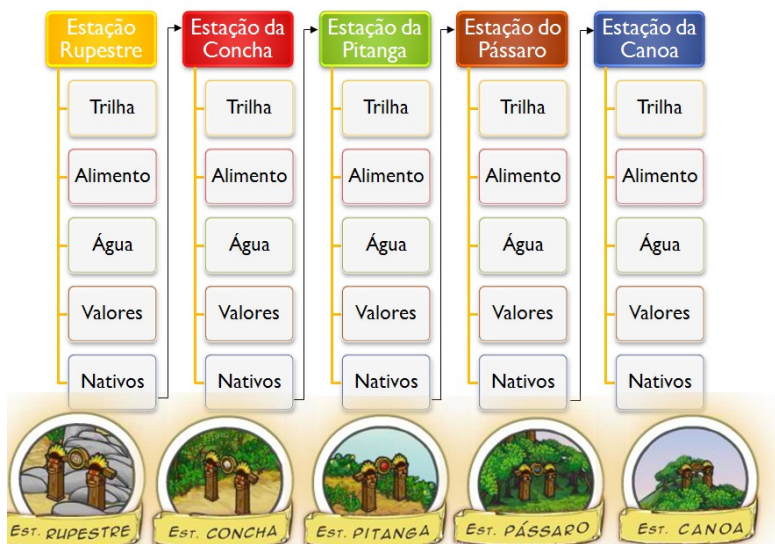 Estação
Rupestre
Trilha
Alimento
Água
Valores
Nativos
Estação da
Concha
Trilha
Alimento
Água
Valores
Nativos
Estação da
Pitanga
Trilha
Alimento
Água
Valores
Nativos
Estação do
Pássaro
Trilha
Alimento
Água
Valores
Nativos
Estação da
Canoa
Trilha
Alimento
Água
Valores
Nativos
EST. RUPESTRE
EST. CONCHA
EST. PITANGA
EST. PÁSSARO
EST. CANOA